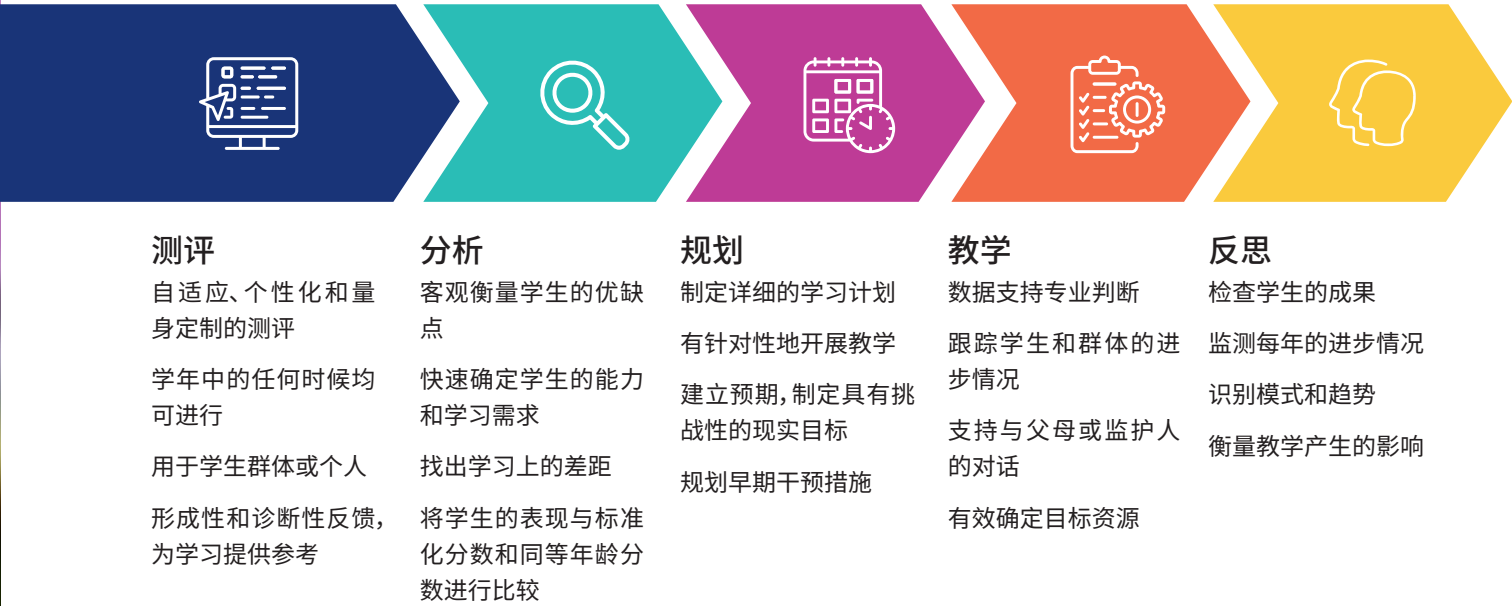 测评
自适应、个性化和量
身定制的测评
学年中的任何时候均
可进行
用于学生群体或个人
形成性和诊断性反馈，
为学习提供参考
分析
客观衡量学生的优缺
点
快速确定学生的能力
和学习需求
找出学习上的差距
将学生的表现与标准
化分数和同等年龄分
数进行比较
规划
制定详细的学习计划
有针对性地开展教学
建立预期，制定具有挑
战性的现实目标
规划早期干预措施
教学
数据支持专业判断
跟踪学生和群体的进
步情况
支持与父母或监护人
的对话
有效确定目标资源
反思
检查学生的成果
监测每年的进步情况
识别模式和趋势
衡量教学产生的影响